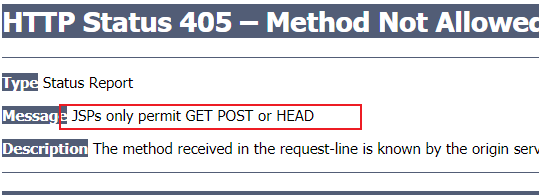 HTTP Status 405 – Method Not Allowed
Type Status Report
Message JSPs only permit GET POST or HEAD
Description The method received in the request-line is known by the origin serv